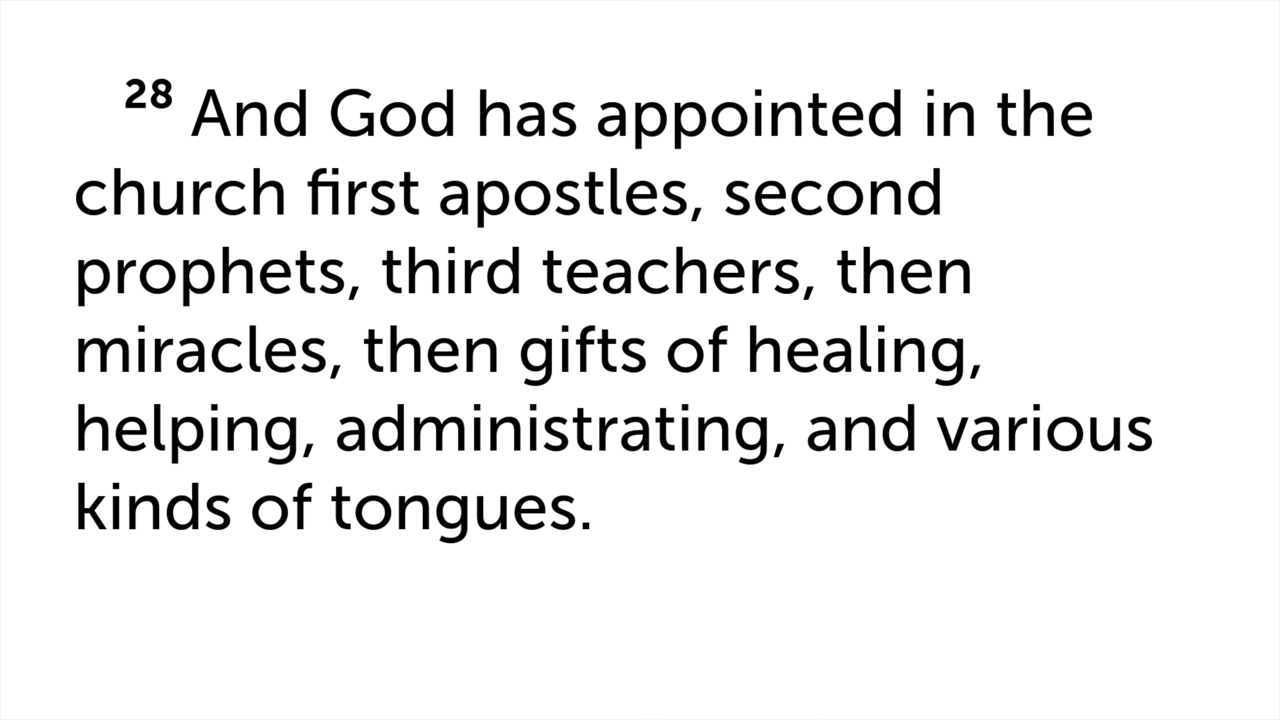 28 And God has appointed in the
church first apostles, second
prophets, third teachers, then
miracles, then gifts of healing,
helping, administrating, and various
kinds of tongues.